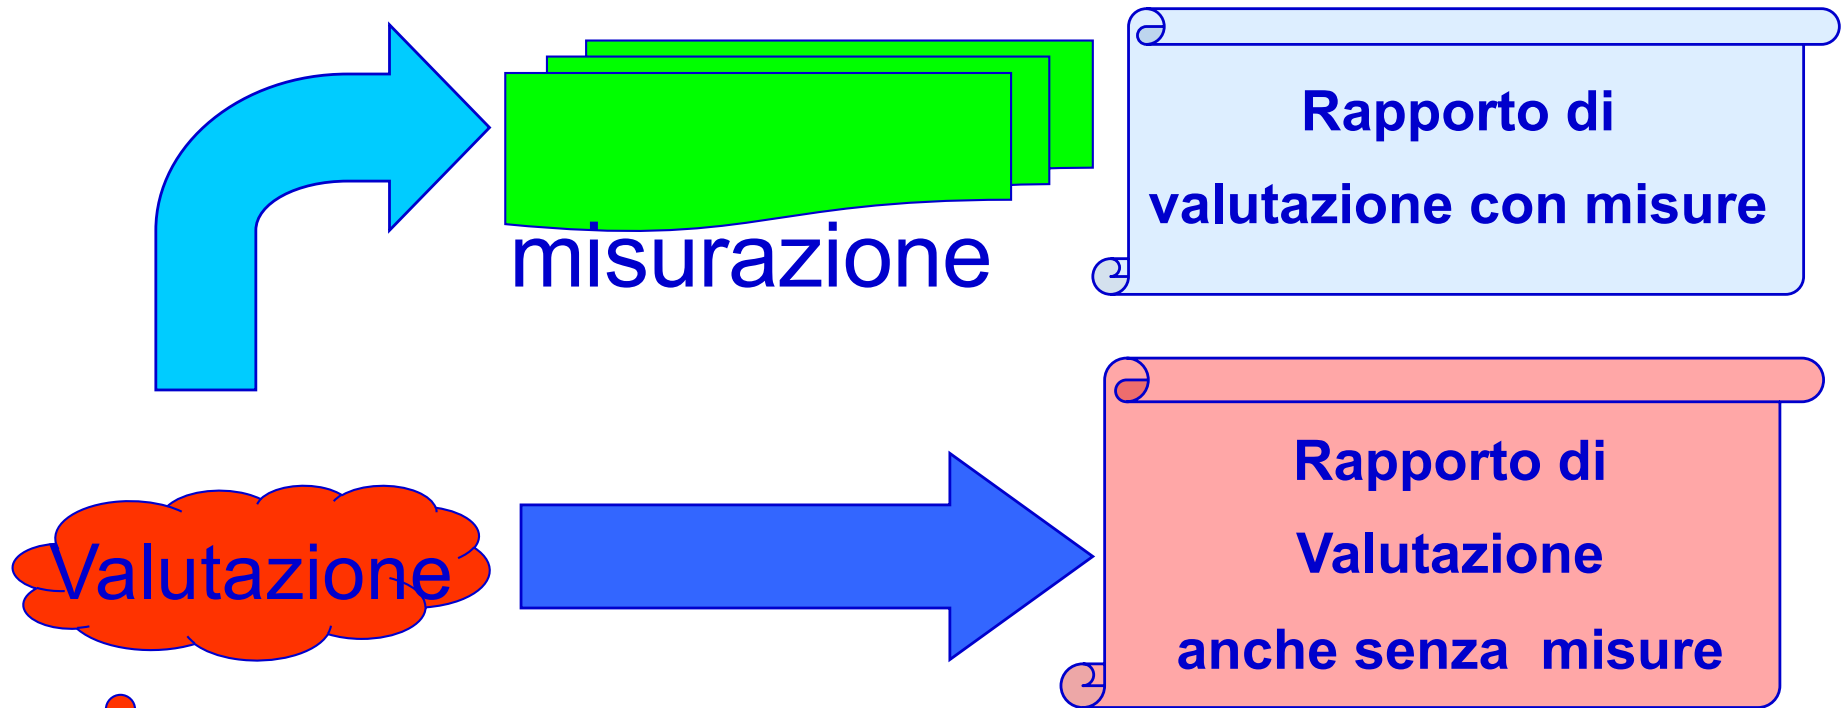 misurazione
Rapporto di
valutazione con misure
Valutazione
Rapporto di
Valutazione
anche senza  misure